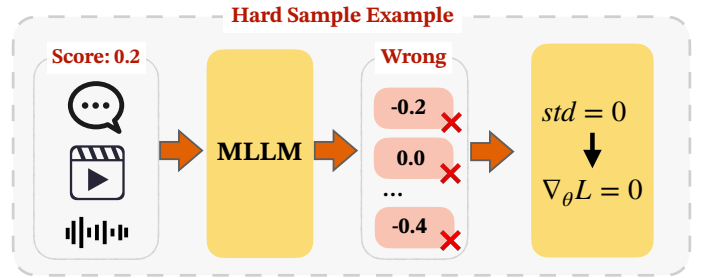 Hard Sample Example
Score: 0.2
MLLM
Wrong
-0.2
0.0
...
-0.4
std = 0
∇θL = 0